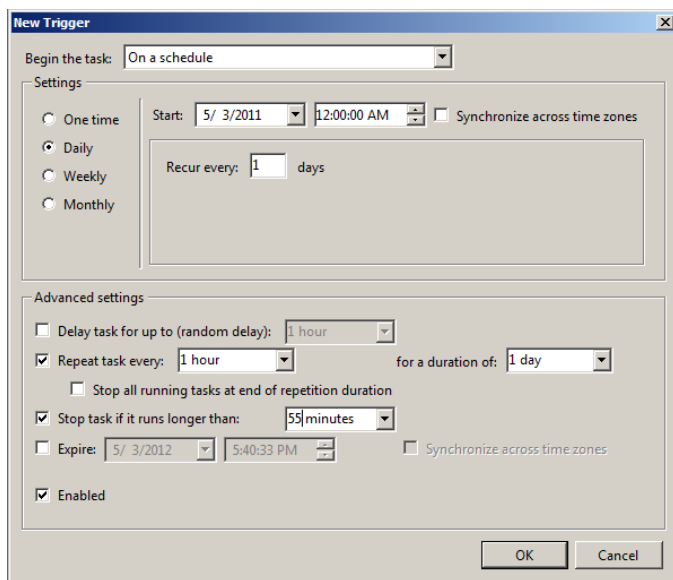 New Trigger
Begin the task: On a schedule
Settings
One time
Start: 5/ 3/2011 12:00:00 AM Synchronize across time zones
Daily
Recur every: 1 days
Weekly
Monthly
Advanced settings
Delay task for up to (random delay): 1 hour
Repeat task every: 1 hour for a duration of: 1 day
Stop all running tasks at end of repetition duration
Stop task if it runs longer than: 55 minutes
Expire: 5/ 3/2012 5:40:33 PM Synchronize across time zones
Enabled
OK Cancel